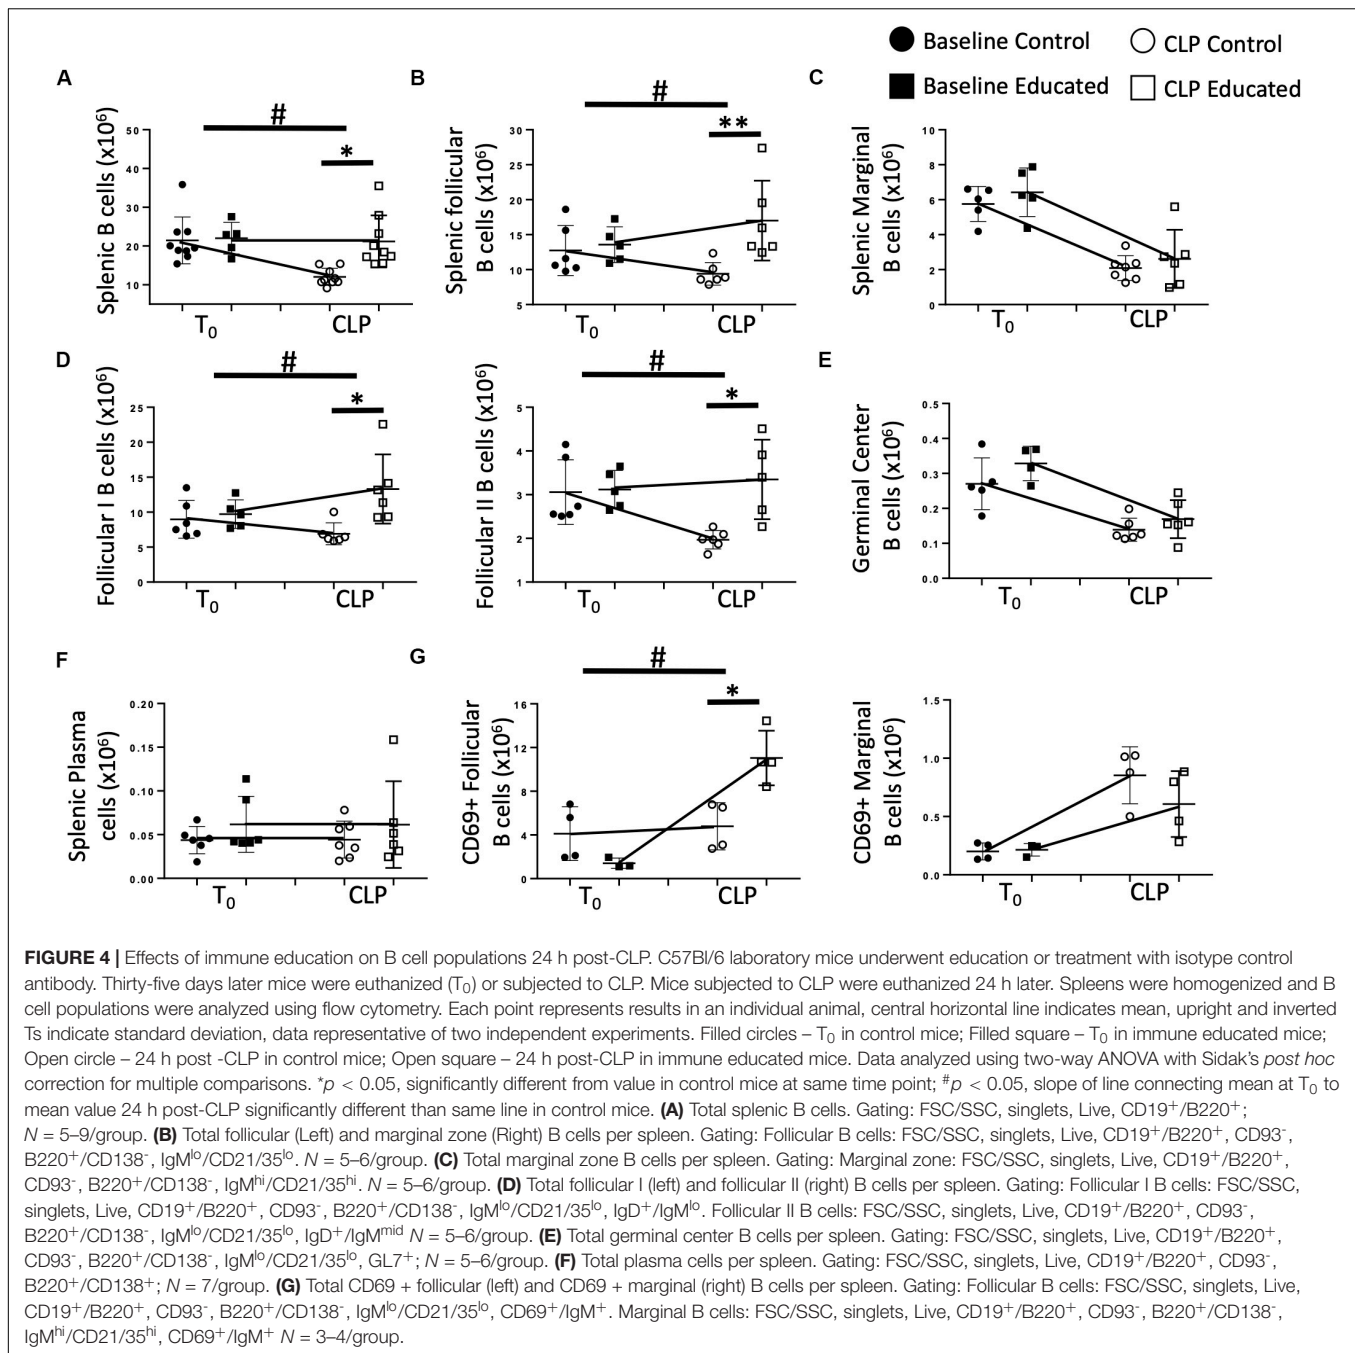 Baseline Control
CLP Control
Baseline Educated
CLP Educated
A
#
*
Splenic B cells (x10⁶)
50
40
30
20
10
T₀
CLP
B
#
**
Splenic follicular
B cells (x10⁶)
30
25
20
15
10
5
T₀
CLP
C
Splenic Marginal
B cells (x10⁶)
10
8
6
4
2
0
T₀
CLP
D
#
*
Follicular I B cells (x10⁶)
25
20
15
10
5
0
T₀
CLP
#
*
Follicular II B cells (x10⁶)
5
4
3
2
1
T₀
CLP
E
Germinal Center
B cells (x10⁶)
0.5
0.4
0.3
0.2
0.1
0.0
T₀
CLP
F
Splenic Plasma
cells (x10⁶)
0.20
0.15
0.10
0.05
0.00
T₀
CLP
G
#
*
CD69+ Follicular
B cells (x10⁶)
16
12
8
4
0
T₀
CLP
CD69+ Marginal
B cells (x10⁶)
1.5
1.0
0.5
0.0
T₀
CLP
FIGURE 4 | Effects of immune education on B cell populations 24 h post-CLP. C57Bl/6 laboratory mice underwent education or treatment with isotype control
antibody. Thirty-five days later mice were euthanized (T₀) or subjected to CLP. Mice subjected to CLP were euthanized 24 h later. Spleens were homogenized and B
cell populations were analyzed using flow cytometry. Each point represents results in an individual animal, central horizontal line indicates mean, upright and inverted
Ts indicate standard deviation, data representative of two independent experiments. Filled circles – T₀ in control mice; Filled square – T₀ in immune educated mice;
Open circle – 24 h post -CLP in control mice; Open square – 24 h post-CLP in immune educated mice. Data analyzed using two-way ANOVA with Sidak's post hoc
correction for multiple comparisons. *p < 0.05, significantly different from value in control mice at same time point; #p < 0.05, slope of line connecting mean at T₀ to
mean value 24 h post-CLP significantly different than same line in control mice. (A) Total splenic B cells. Gating: FSC/SSC, singlets, Live, CD19⁺/B220⁺;
N = 5–9/group. (B) Total follicular (Left) and marginal zone (Right) B cells per spleen. Gating: Follicular B cells: FSC/SSC, singlets, Live, CD19⁺/B220⁺, CD93⁻,
B220⁺/CD138⁻, IgMˡᵒ/CD21/35ˡᵒ. N = 5–6/group. (C) Total marginal zone B cells per spleen. Gating: Marginal zone: FSC/SSC, singlets, Live, CD19⁺/B220⁺,
CD93⁻, B220⁺/CD138⁻, IgMʰⁱ/CD21/35ʰⁱ. N = 5–6/group. (D) Total follicular I (left) and follicular II (right) B cells per spleen. Gating: Follicular I B cells: FSC/SSC,
singlets, Live, CD19⁺/B220⁺, CD93⁻, B220⁺/CD138⁻, IgMˡᵒ/CD21/35ˡᵒ, IgD⁺/IgMˡᵒ. Follicular II B cells: FSC/SSC, singlets, Live, CD19⁺/B220⁺, CD93⁻,
B220⁺/CD138⁻, IgMˡᵒ/CD21/35ˡᵒ, IgD⁺/IgMᵐⁱᵈ N = 5–6/group. (E) Total germinal center B cells per spleen. Gating: FSC/SSC, singlets, Live, CD19⁺/B220⁺,
CD93⁻, B220⁺/CD138⁻, IgMˡᵒ/CD21/35ˡᵒ, GL7⁺; N = 5–6/group. (F) Total plasma cells per spleen. Gating: FSC/SSC, singlets, Live, CD19⁺/B220⁺, CD93⁻
B220⁺/CD138⁺; N = 7/group. (G) Total CD69 + follicular (left) and CD69 + marginal (right) B cells per spleen. Gating: Follicular B cells: FSC/SSC, singlets, Live,
CD19⁺/B220⁺, CD93⁻, B220⁺/CD138⁻, IgMˡᵒ/CD21/35ˡᵒ, CD69⁺/IgM⁺. Marginal B cells: FSC/SSC, singlets, Live, CD19⁺/B220⁺, CD93⁻, B220⁺/CD138⁻,
IgMʰⁱ/CD21/35ʰⁱ, CD69⁺/IgM⁺ N = 3–4/group.